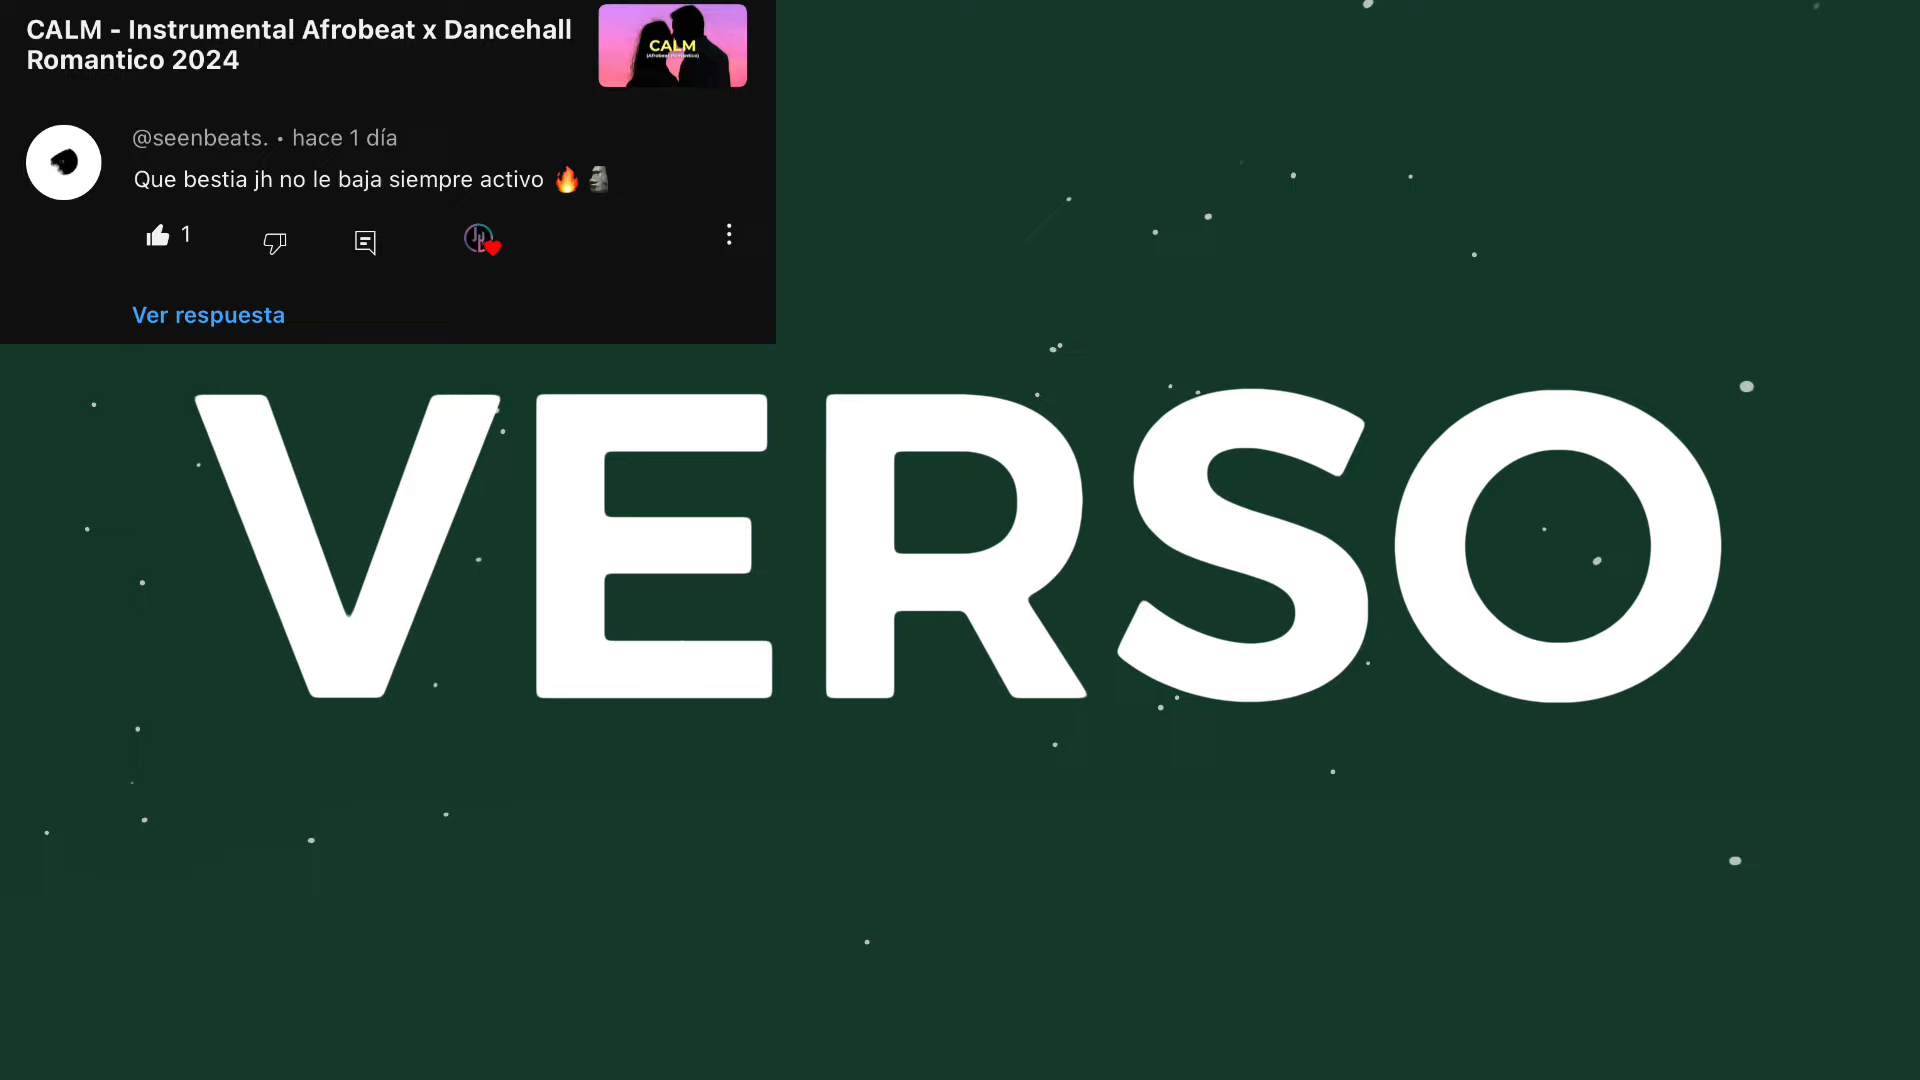 CALM - Instrumental Afrobeat x Dancehall
Romantico 2024
CALM
@seenbeats. • hace 1 día
Que bestia jh no le baja siempre activo 🔥 🗿
1
Ver respuesta
VERSO